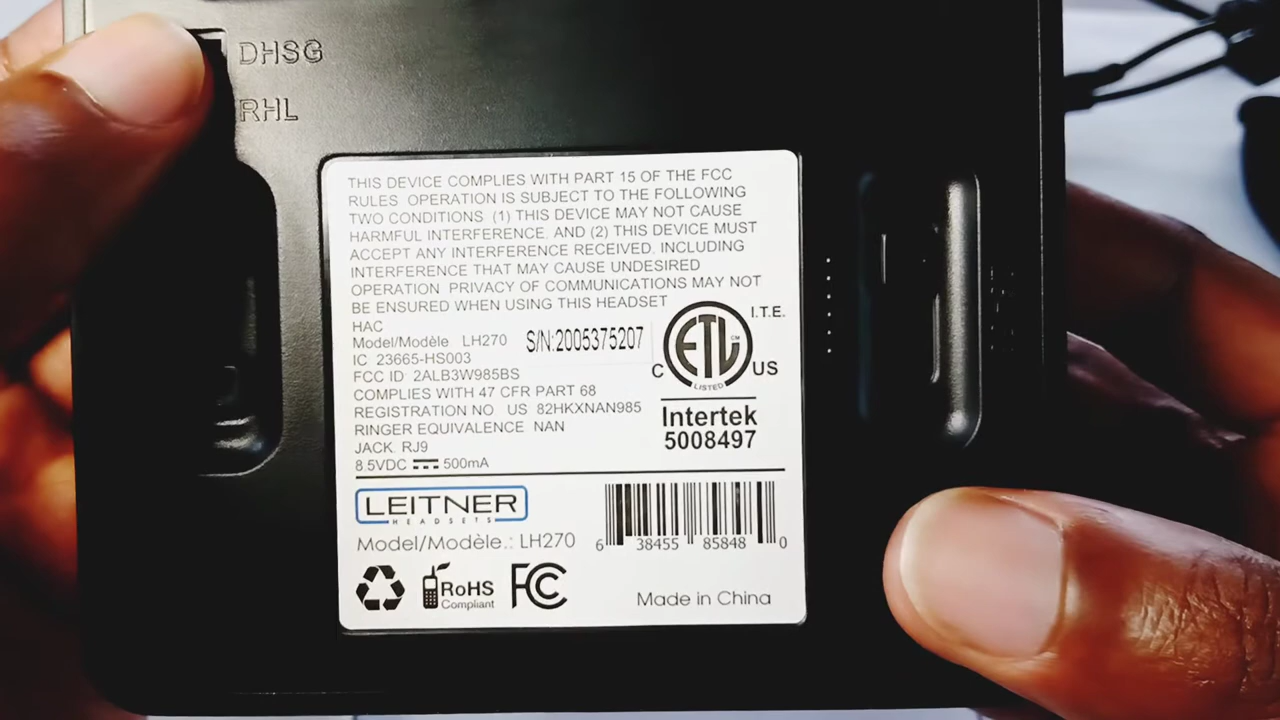 DHSG
RHL
THIS DEVICE COMPLIES WITH PART 15 OF THE FCC
RULES OPERATION IS SUBJECT TO THE FOLLOWING
TWO CONDITIONS (1) THIS DEVICE MAY NOT CAUSE
HARMFUL INTERFERENCE, AND (2) THIS DEVICE MUST
ACCEPT ANY INTERFERENCE RECEIVED, INCLUDING
INTERFERENCE THAT MAY CAUSE UNDESIRED
OPERATION PRIVACY OF COMMUNICATIONS MAY NOT
BE ENSURED WHEN USING THIS HEADSET
HAC
Model/Modèle LH270 S/N:2005375207
IC 23665-HS003
FCC ID 2ALB3W985BS
COMPLIES WITH 47 CFR PART 68
REGISTRATION NO US 82HKXNAN985
RINGER EQUIVALENCE NAN
JACK RJ9
8.5VDC 500mA
I.T.E.
ETL CM
C LISTED US
Intertek
5008497
LEITNER
HEADSETS
Model/Modèle.: LH270
6 38455 85848 0
RoHS
Compliant
FC
Made in China